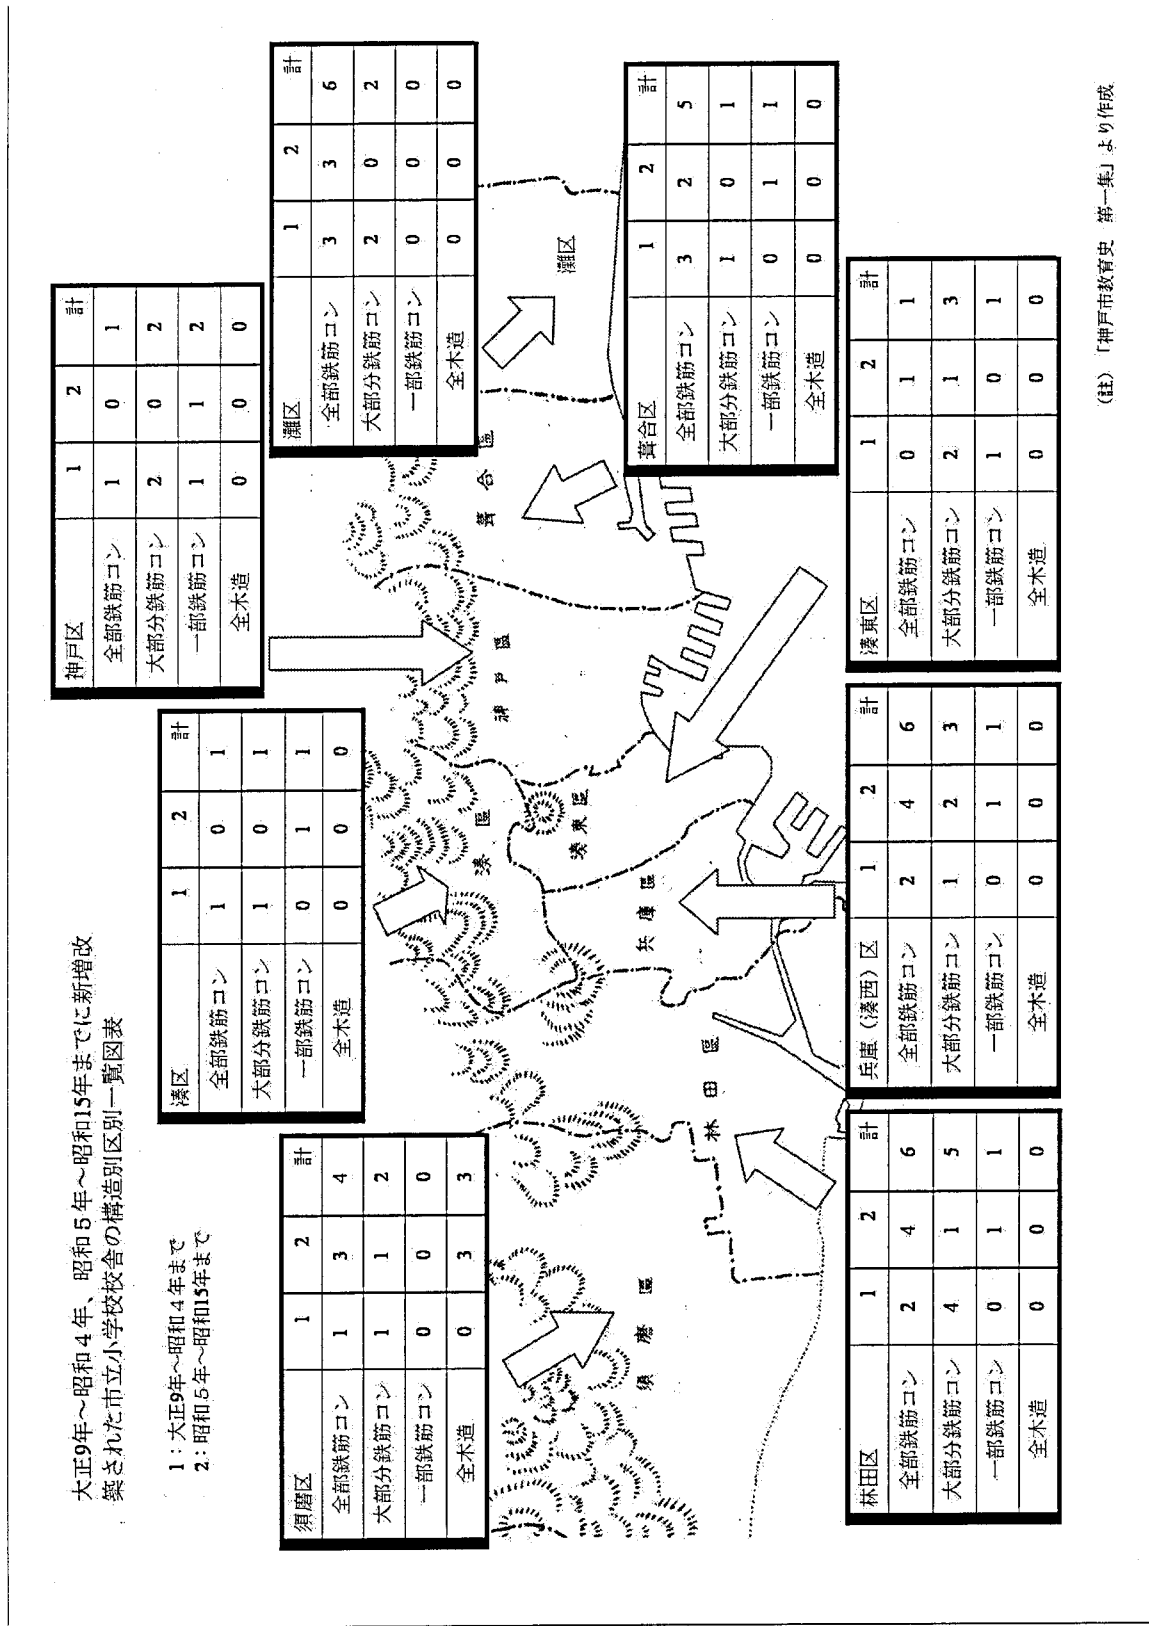 大正9年～昭和4年、昭和5年～昭和15年までに新増改
築された市立小学校校舎の構造別区別一覧図表
1：大正9年～昭和4年まで
2：昭和5年～昭和15年まで
須磨区 1 2 計
全部鉄筋コン 1 3 4
大部分鉄筋コン 1 1 2
一部鉄筋コン 0 0 0
全木造 0 3 3
湊区 1 2 計
全部鉄筋コン 1 0 1
大部分鉄筋コン 1 0 1
一部鉄筋コン 0 1 1
全木造 0 0 0
神戸区 1 2 計
全部鉄筋コン 1 0 1
大部分鉄筋コン 2 0 2
一部鉄筋コン 1 1 2
全木造 0 0 0
灘区 1 2 計
全部鉄筋コン 3 3 6
大部分鉄筋コン 2 0 2
一部鉄筋コン 0 0 0
全木造 0 0 0
須磨區
林田區
兵庫區
湊區
湊東區
神戸區
葺合區
灘区
葺合区 1 2 計
全部鉄筋コン 3 2 5
大部分鉄筋コン 1 0 1
一部鉄筋コン 0 1 1
全木造 0 0 0
林田区 1 2 計
全部鉄筋コン 2 4 6
大部分鉄筋コン 4 1 5
一部鉄筋コン 0 1 1
全木造 0 0 0
兵庫（湊西）区 1 2 計
全部鉄筋コン 2 4 6
大部分鉄筋コン 1 2 3
一部鉄筋コン 0 1 1
全木造 0 0 0
湊東区 1 2 計
全部鉄筋コン 0 1 1
大部分鉄筋コン 2 1 3
一部鉄筋コン 1 0 1
全木造 0 0 0
（註）「神戸市教育史 第一集」より作成